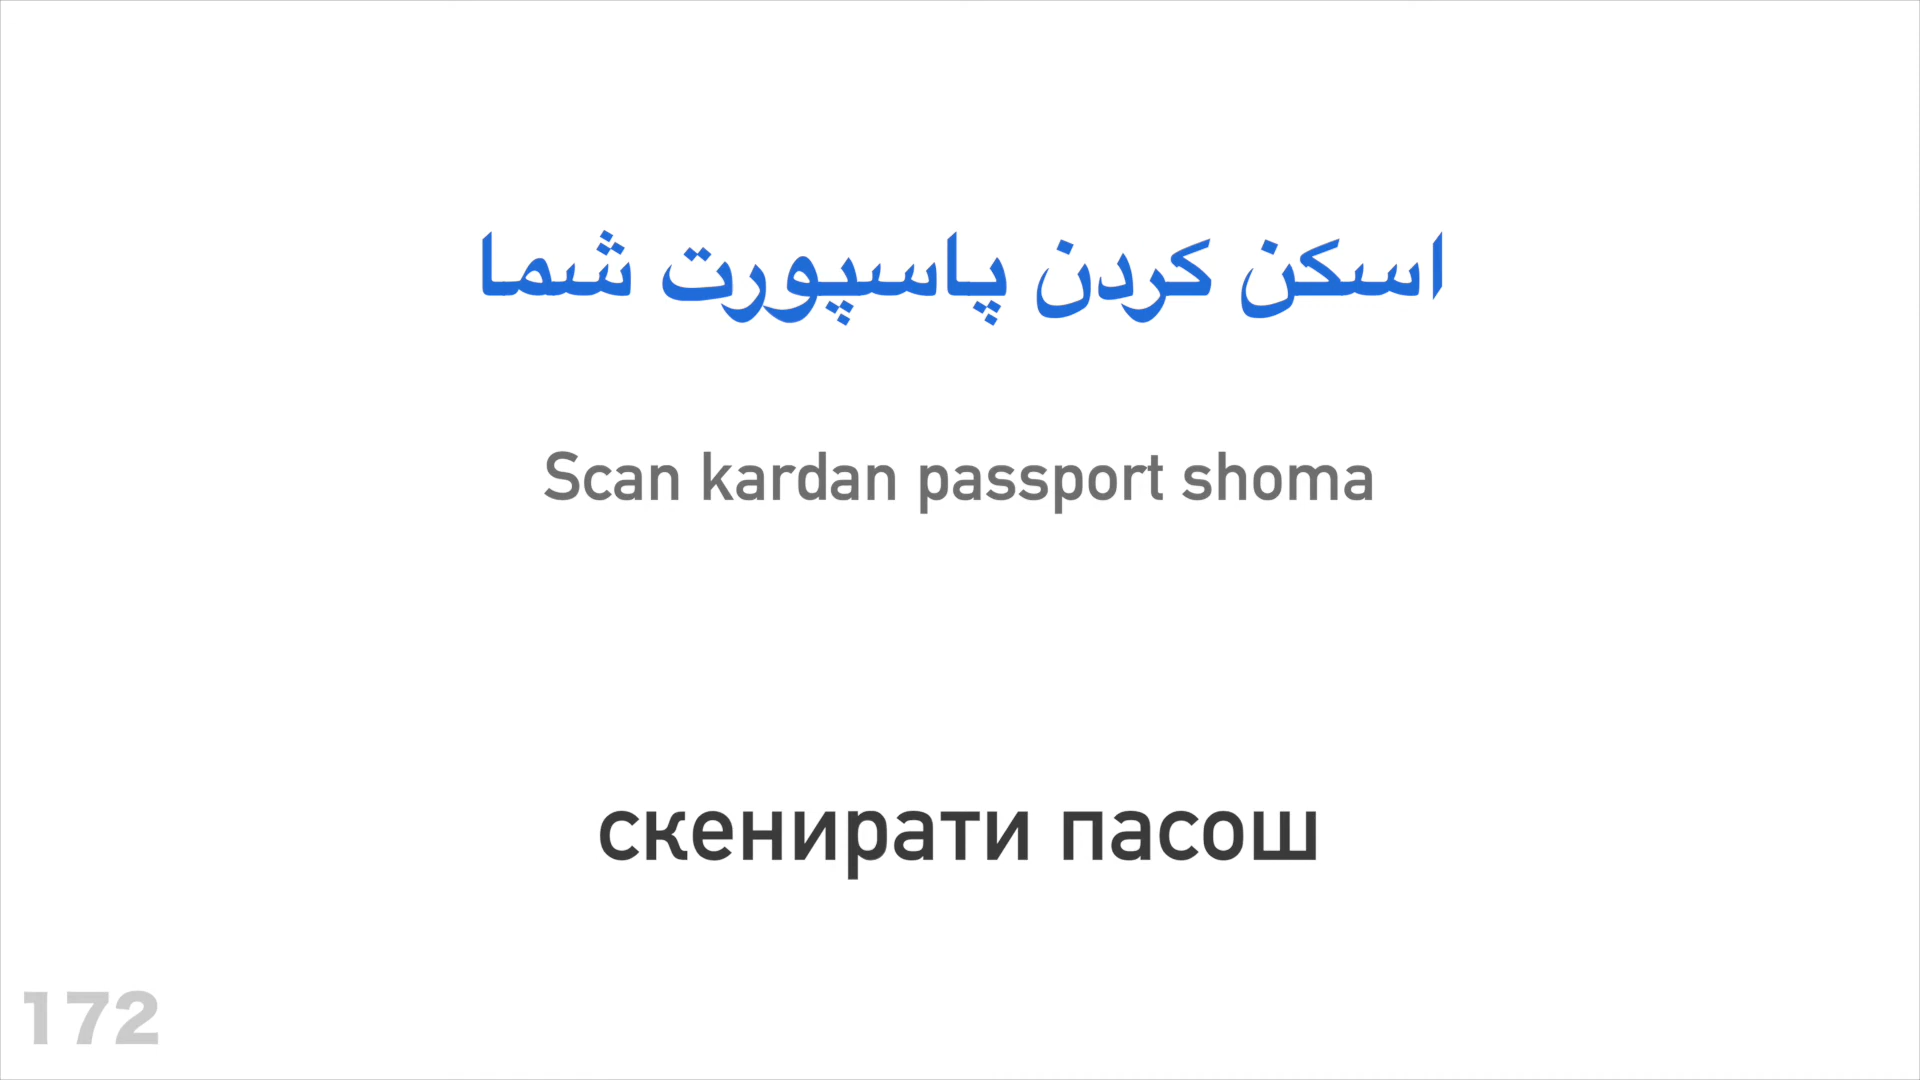 اسکن کردن پاسپورت شما
Scan kardan passport shoma
скенирати пасош
172